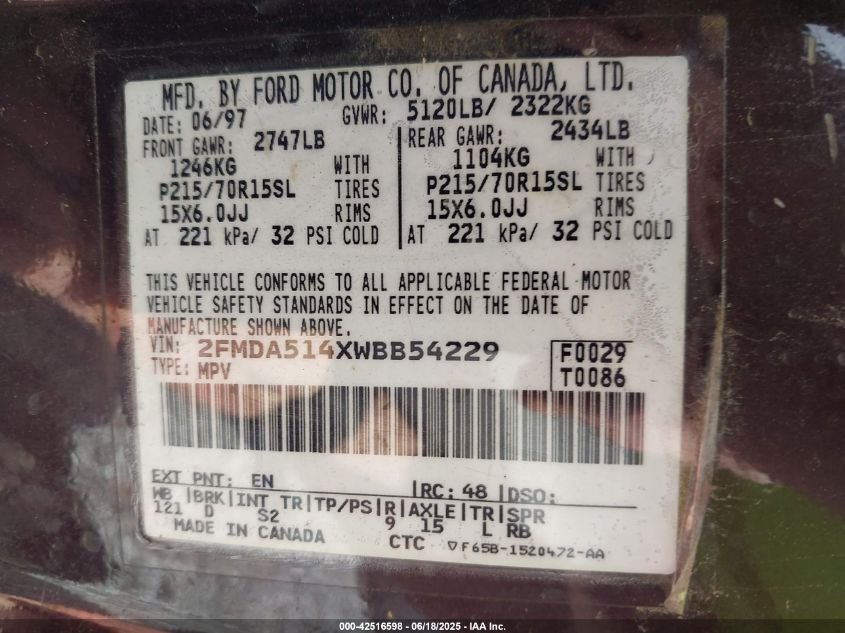 MFD. BY FORD MOTOR CO. OF CANADA, LTD.
DATE: 06/97 GVWR: 5120LB/ 2322KG
FRONT GAWR: 2747LB REAR GAWR: 2434LB
1246KG WITH 1104KG WITH
P215/70R15SL TIRES P215/70R15SL TIRES
15X6.0JJ RIMS 15X6.0JJ RIMS
AT 221 kPa/ 32 PSI COLD AT 221 kPa/ 32 PSI COLD
THIS VEHICLE CONFORMS TO ALL APPLICABLE FEDERAL MOTOR
VEHICLE SAFETY STANDARDS IN EFFECT ON THE DATE OF
MANUFACTURE SHOWN ABOVE.
VIN: 2FMDA514XWBB54229 F0029
TYPE: MPV T0086
EXT PNT: EN RC: 48 DSO:
WB BRK INT TR TP/PS R AXLE TR SPR
121 D S2 9 15 L RB
MADE IN CANADA CTC ▽F65B-1520472-AA
000-42516598 - 06/18/2025 - IAA Inc.